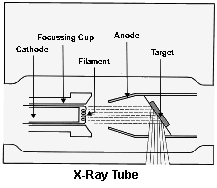 Focussing Cup
Anode
Cathode
Filament
Target
X-Ray Tube